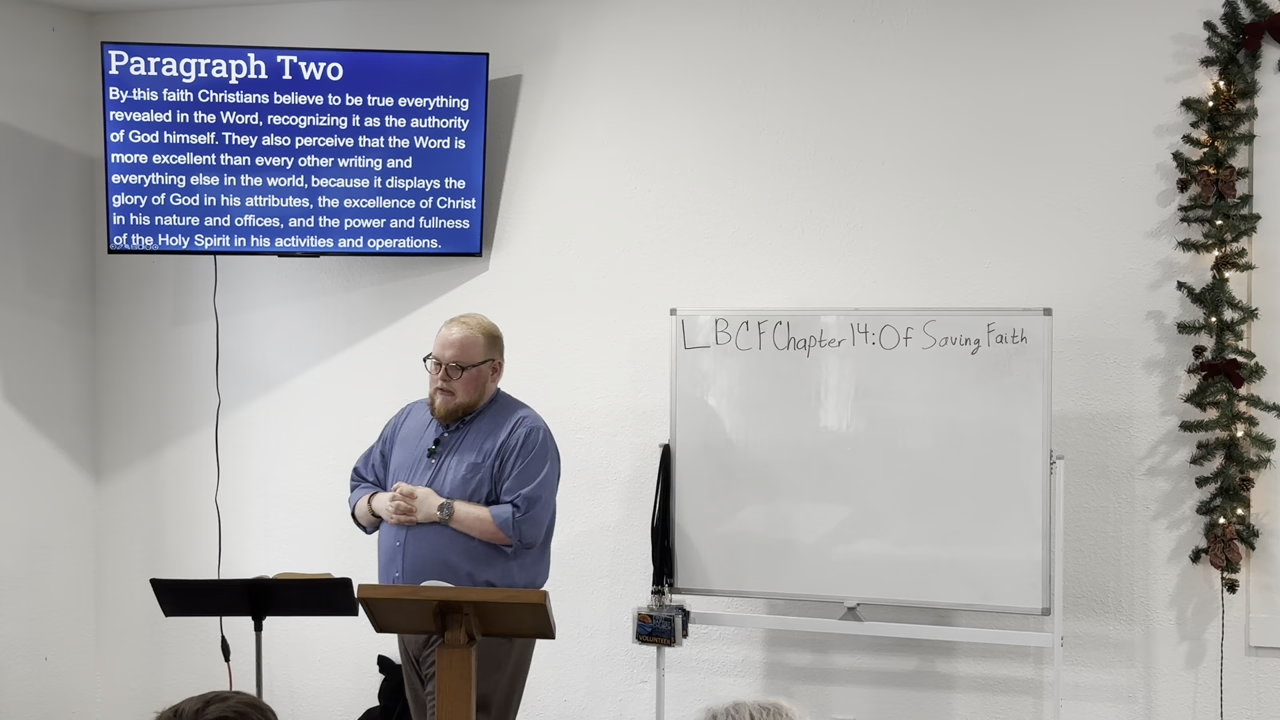 Paragraph Two
By this faith Christians believe to be true everything
revealed in the Word, recognizing it as the authority
of God himself. They also perceive that the Word is
more excellent than every other writing and
everything else in the world, because it displays the
glory of God in his attributes, the excellence of Christ
in his nature and offices, and the power and fullness
of the Holy Spirit in his activities and operations.
LBCF Chapter 14: Of Saving Faith
VOLUNTEER